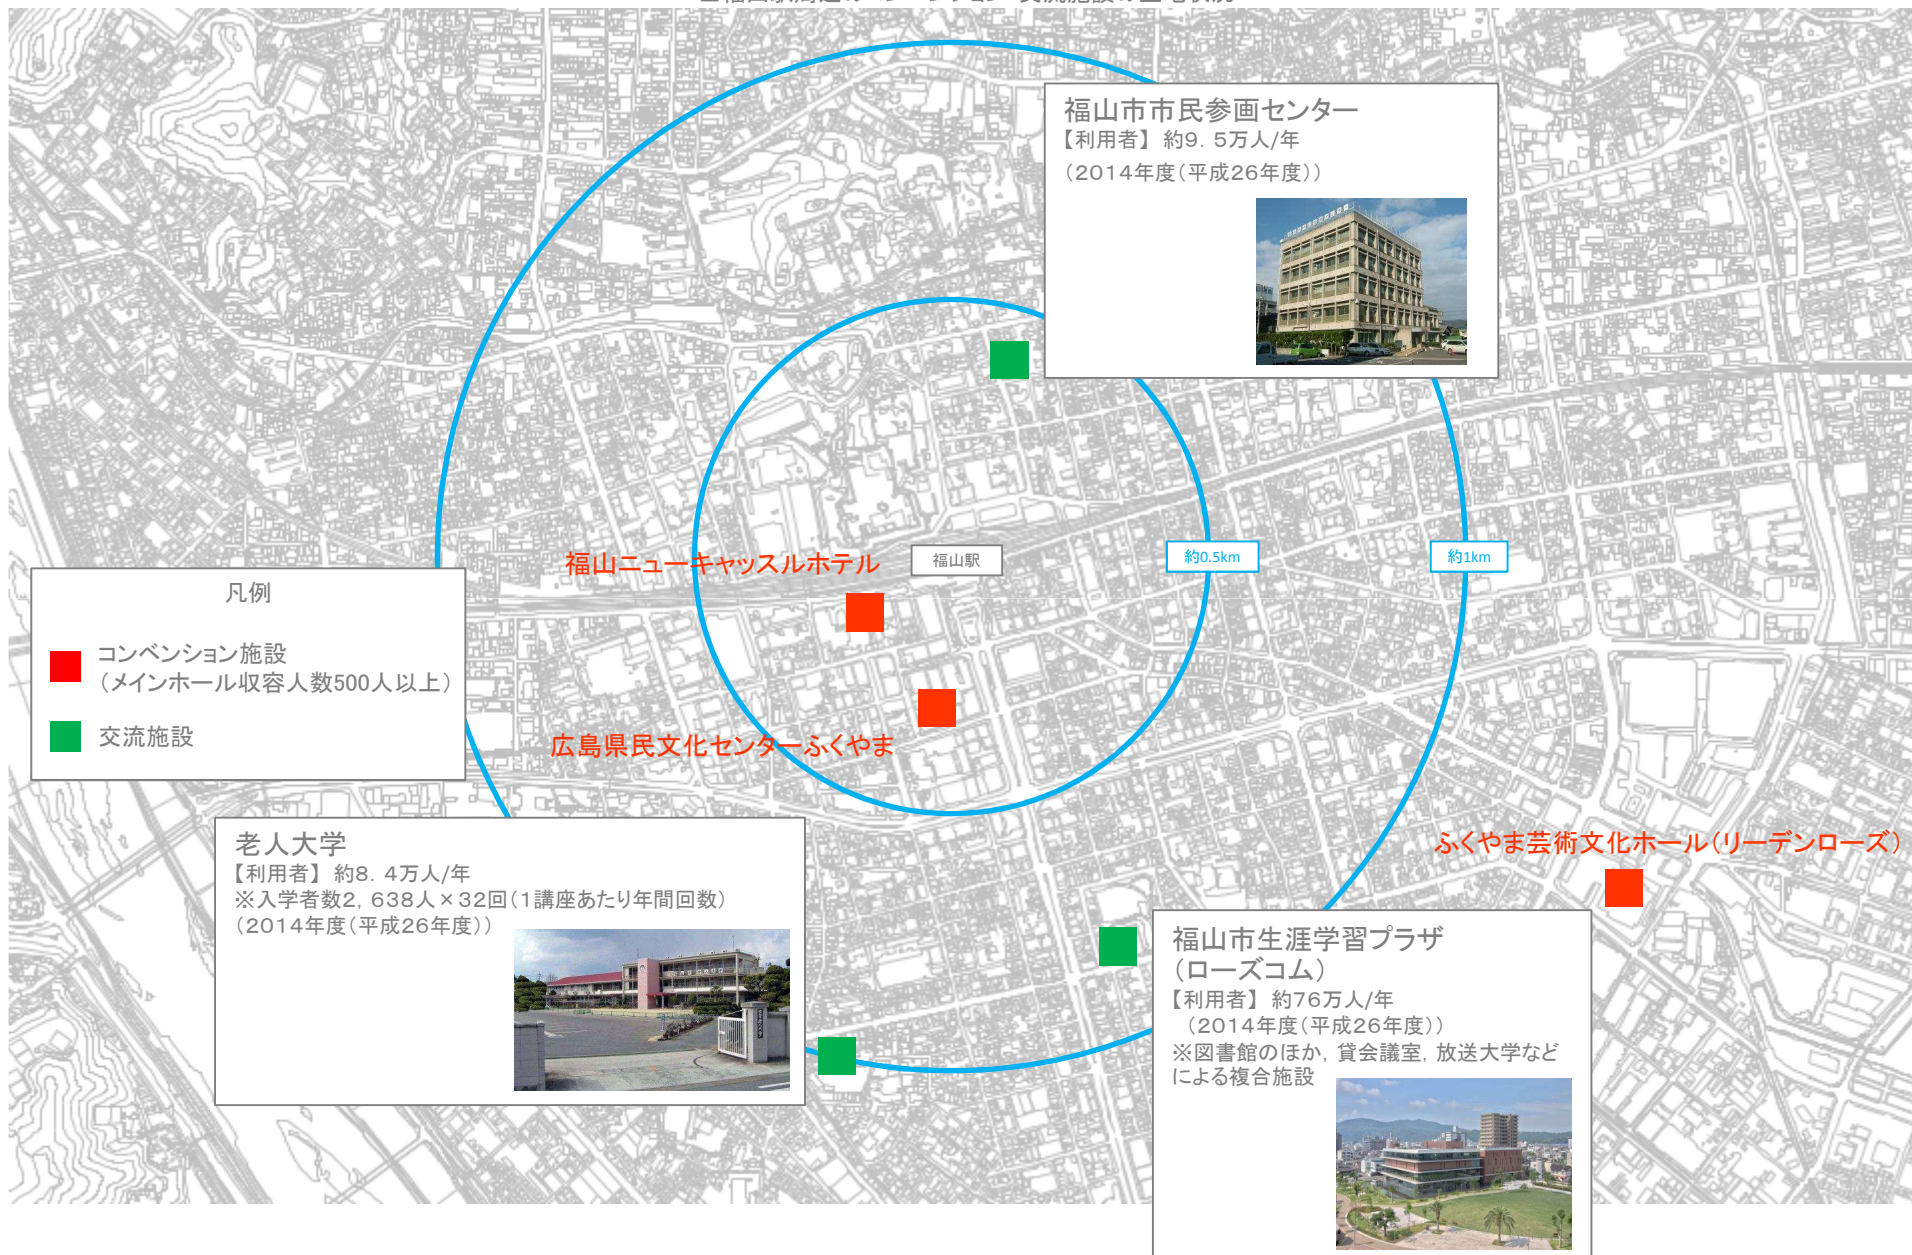 福山市市民参画センター
【利用者】 約9．5万人/年
（2014年度（平成26年度））
福山ニューキャッスルホテル
福山駅
約0.5km
約1km
凡例
コンベンション施設
（メインホール収容人数500人以上）
交流施設
広島県民文化センターふくやま
ふくやま芸術文化ホール（リーデンローズ）
老人大学
【利用者】 約8．4万人/年
※入学者数2，638人×32回（1講座あたり年間回数）
（2014年度（平成26年度））
福山市生涯学習プラザ
（ローズコム）
【利用者】 約76万人/年
（2014年度（平成26年度））
※図書館のほか，貸会議室，放送大学など
による複合施設